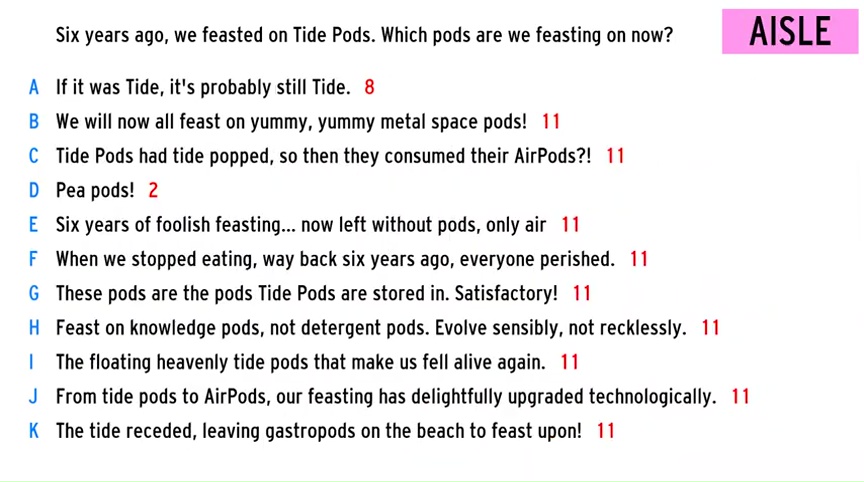 Six years ago, we feasted on Tide Pods. Which pods are we feasting on now?
AISLE
A If it was Tide, it's probably still Tide. 8
B We will now all feast on yummy, yummy metal space pods! 11
C Tide Pods had tide popped, so then they consumed their AirPods?! 11
D Pea pods! 2
E Six years of foolish feasting... now left without pods, only air 11
F When we stopped eating, way back six years ago, everyone perished. 11
G These pods are the pods Tide Pods are stored in. Satisfactory! 11
H Feast on knowledge pods, not detergent pods. Evolve sensibly, not recklessly. 11
I The floating heavenly tide pods that make us fell alive again. 11
J From tide pods to AirPods, our feasting has delightfully upgraded technologically. 11
K The tide receded, leaving gastropods on the beach to feast upon! 11